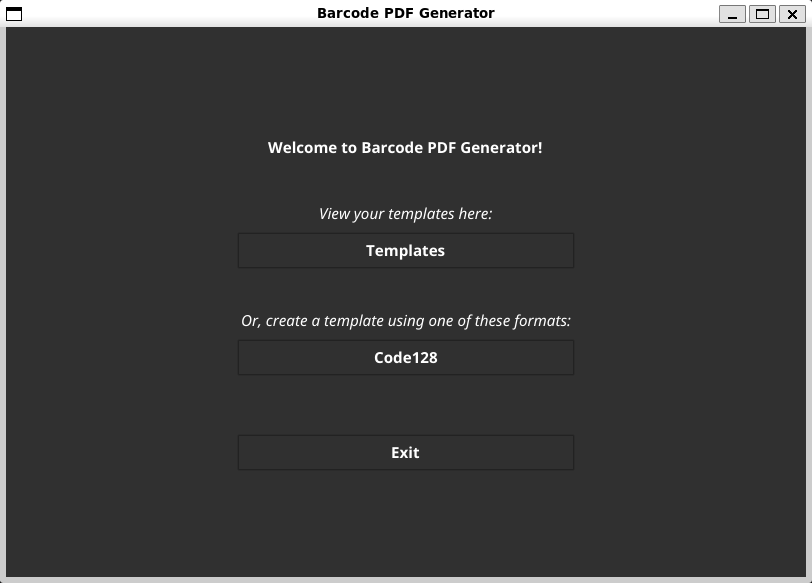 Barcode PDF Generator
Welcome to Barcode PDF Generator!
View your templates here:
Templates
Or, create a template using one of these formats:
Code128
Exit